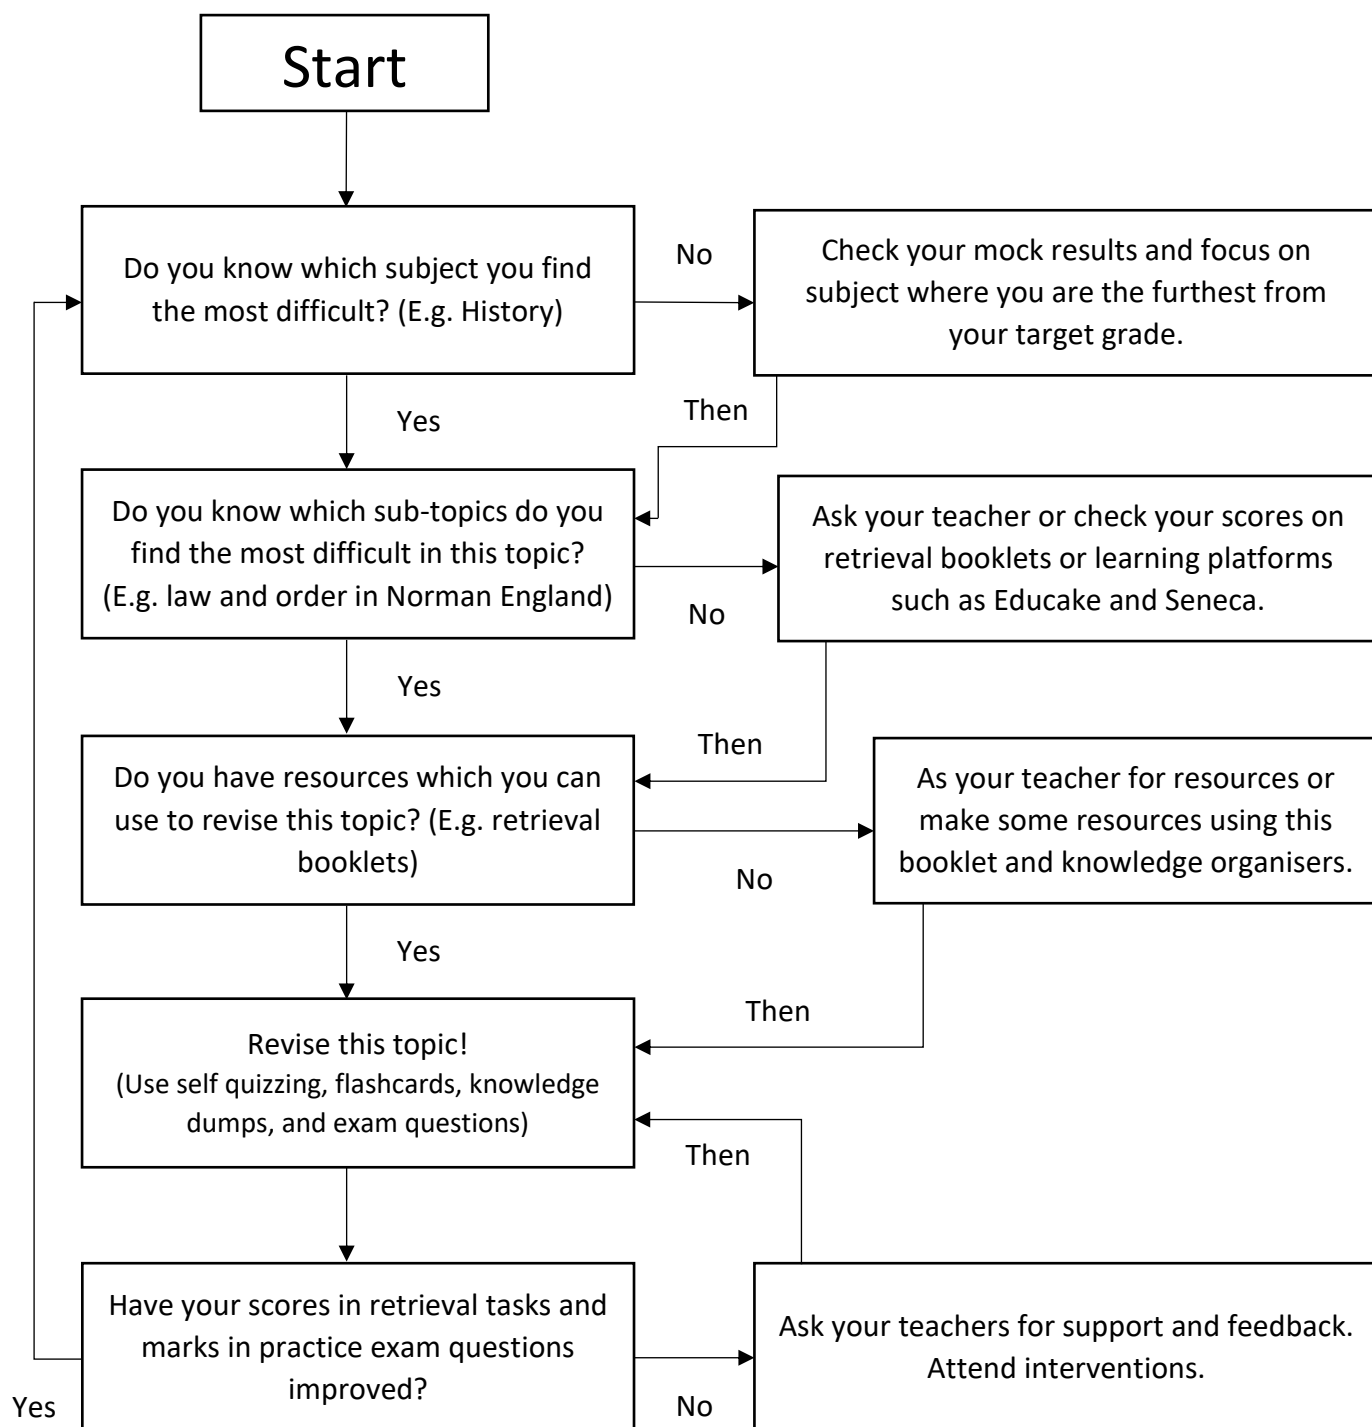 Start
Do you know which subject you find
the most difficult? (E.g. History)
No
Check your mock results and focus on
subject where you are the furthest from
your target grade.
Yes
Then
Do you know which sub-topics do you
find the most difficult in this topic?
(E.g. law and order in Norman England)
No
Ask your teacher or check your scores on
retrieval booklets or learning platforms
such as Educake and Seneca.
Yes
Then
Do you have resources which you can
use to revise this topic? (E.g. retrieval
booklets)
No
As your teacher for resources or
make some resources using this
booklet and knowledge organisers.
Yes
Then
Revise this topic!
(Use self quizzing, flashcards, knowledge
dumps, and exam questions)
Then
Have your scores in retrieval tasks and
marks in practice exam questions
improved?
Yes
No
Ask your teachers for support and feedback.
Attend interventions.